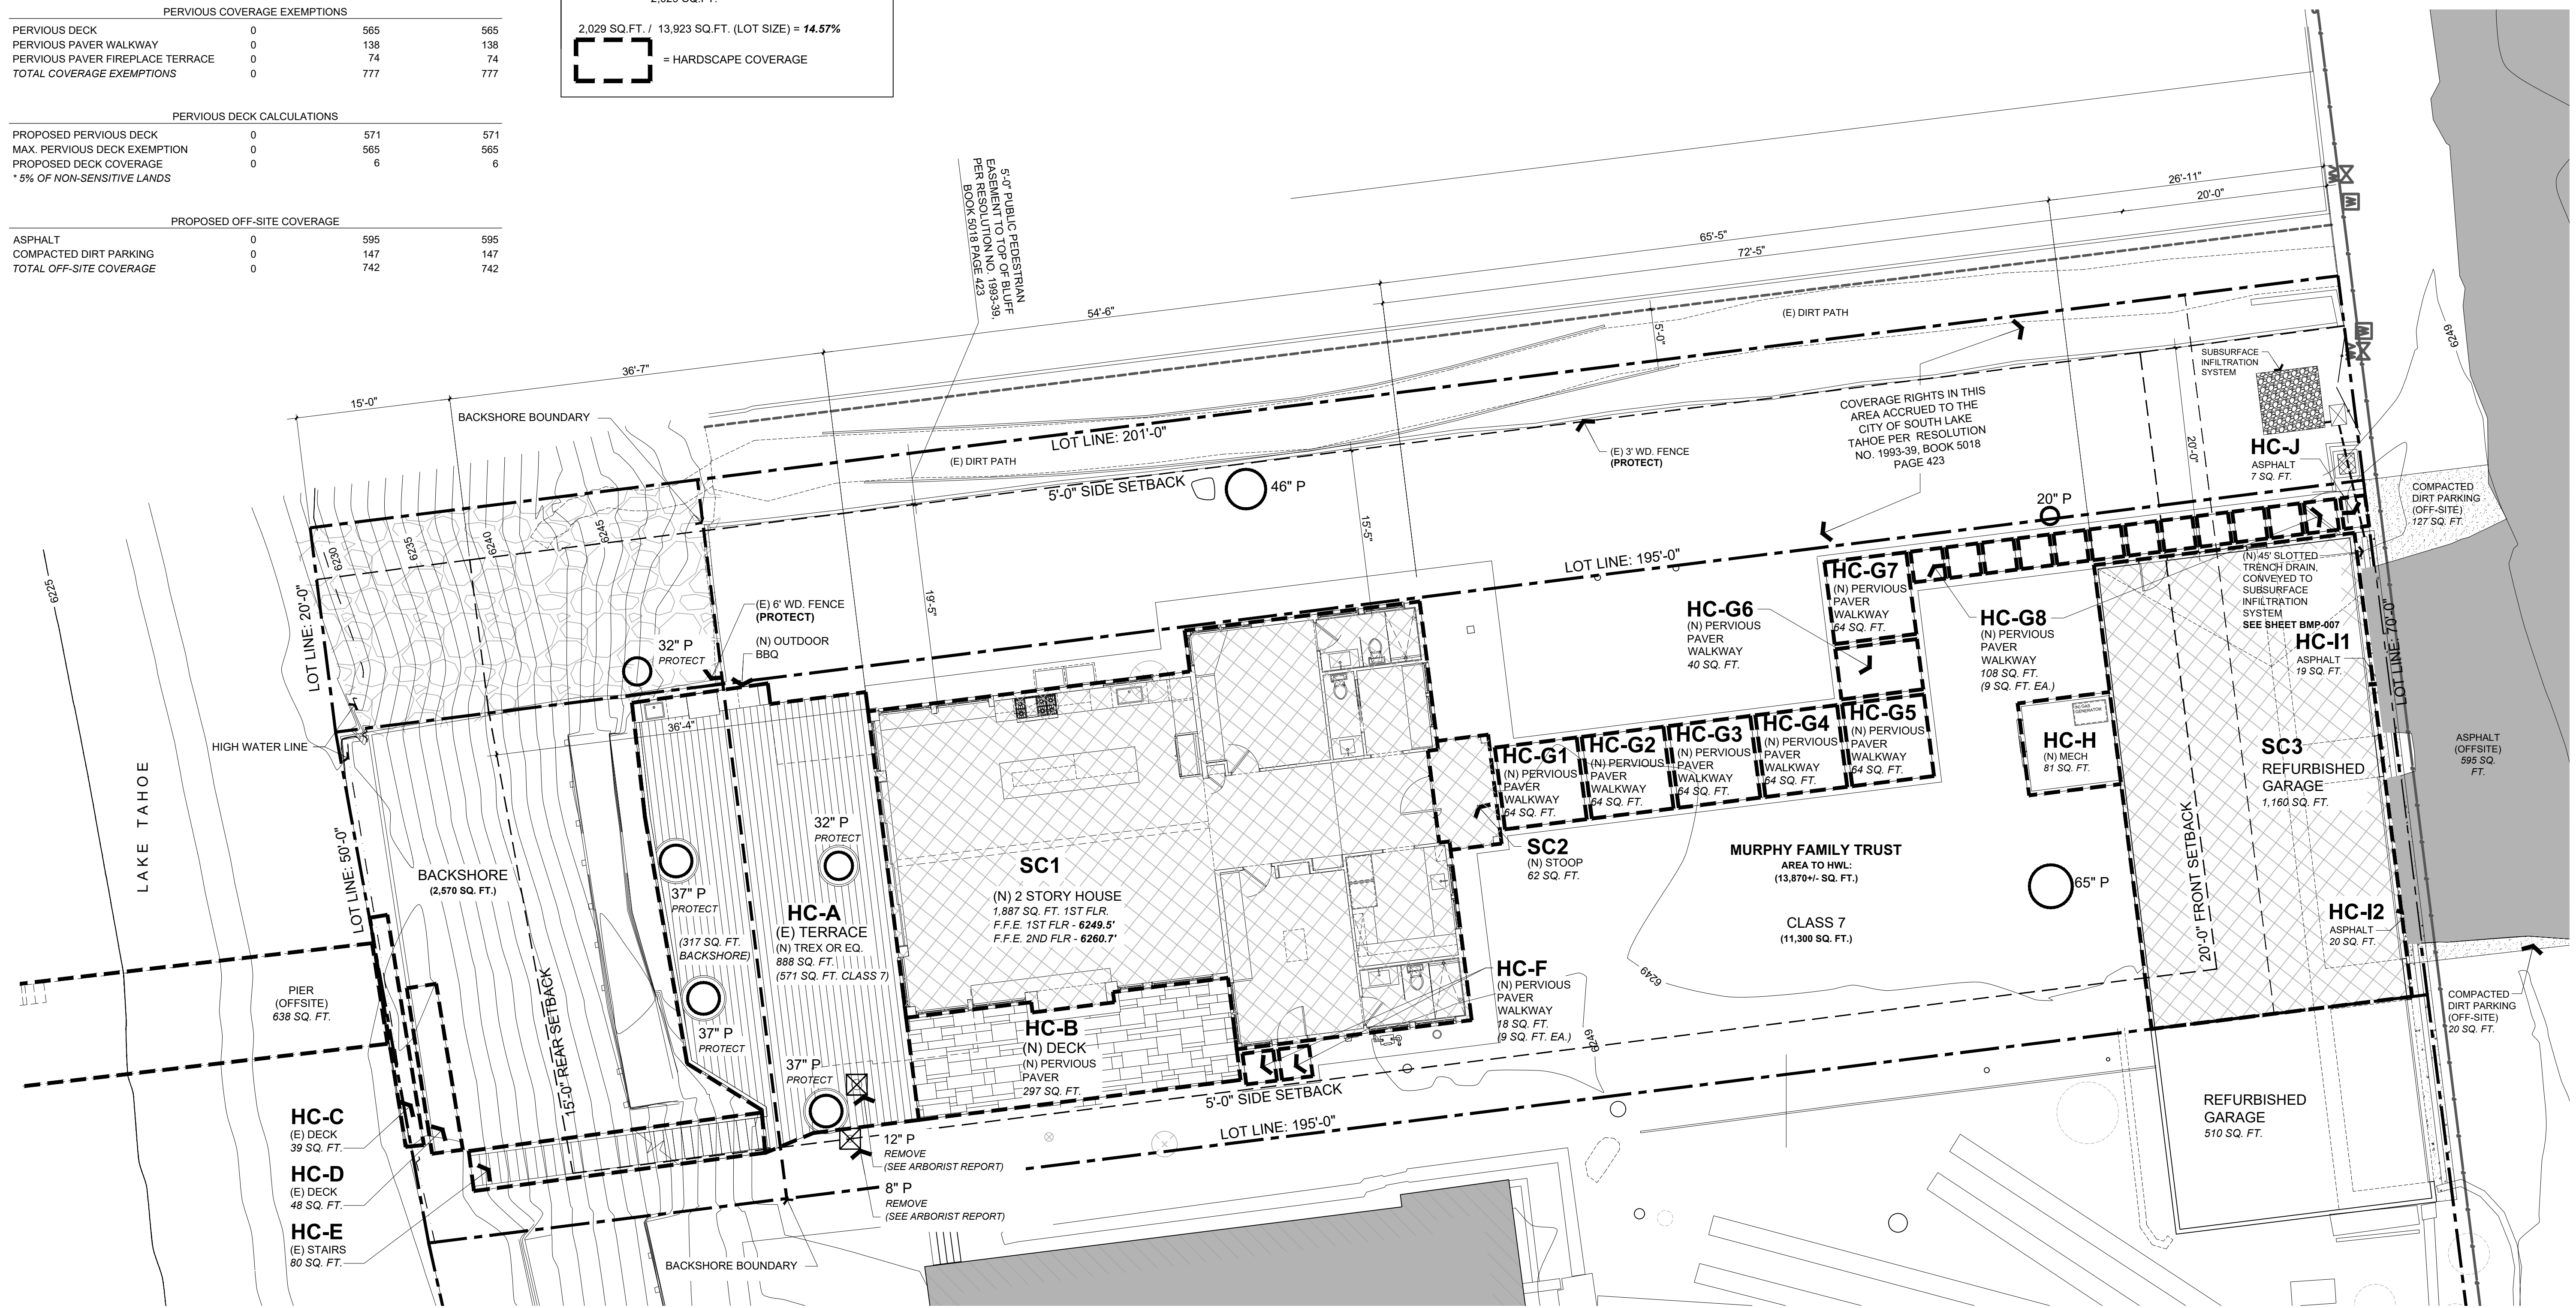 PERVIOUS COVERAGE EXEMPTIONS
PERVIOUS DECK 0 565 565
PERVIOUS PAVER WALKWAY 0 138 138
PERVIOUS PAVER FIREPLACE TERRACE 0 74 74
TOTAL COVERAGE EXEMPTIONS 0 777 777
PERVIOUS DECK CALCULATIONS
PROPOSED PERVIOUS DECK 0 571 571
MAX. PERVIOUS DECK EXEMPTION 0 565 565
PROPOSED DECK COVERAGE 0 6 6
* 5% OF NON-SENSITIVE LANDS
PROPOSED OFF-SITE COVERAGE
ASPHALT 0 595 595
COMPACTED DIRT PARKING 0 147 147
TOTAL OFF-SITE COVERAGE 0 742 742
2,029 SQ.FT. / 13,923 SQ.FT. (LOT SIZE) = 14.57%
= HARDSCAPE COVERAGE
5'-0" PUBLIC PEDESTRIAN
EASEMENT TO TOP OF BLUFF
PER RESOLUTION NO. 1993-39,
BOOK 5018 PAGE 423
26'-11"
20'-0"
65'-5"
72'-5"
54'-6"
36'-7"
15'-0"
5'-0"
(E) DIRT PATH
W
W
6249
SUBSURFACE
INFILTRATION
SYSTEM
COVERAGE RIGHTS IN THIS
AREA ACCRUED TO THE
CITY OF SOUTH LAKE
TAHOE PER RESOLUTION
NO. 1993-39, BOOK 5018
PAGE 423
20'-0"
BACKSHORE BOUNDARY
LOT LINE: 201'-0"
(E) DIRT PATH
(E) 3' WD. FENCE
(PROTECT)
5'-0" SIDE SETBACK
46" P
15'-5"
19'-5"
HC-J
ASPHALT
7 SQ. FT.
COMPACTED
DIRT PARKING
(OFF-SITE)
127 SQ. FT.
20" P
6225
6230
6235
6240
6245
LOT LINE: 20'-0"
LOT LINE: 195'-0"
(E) 6' WD. FENCE
(PROTECT)
(N) OUTDOOR
BBQ
32" P
PROTECT
HC-G7
(N) PERVIOUS
PAVER
WALKWAY
64 SQ. FT.
HC-G6
(N) PERVIOUS
PAVER
WALKWAY
40 SQ. FT.
HC-G8
(N) PERVIOUS
PAVER
WALKWAY
108 SQ. FT.
(9 SQ. FT. EA.)
(N) 45' SLOTTED
TRENCH DRAIN,
CONVEYED TO
SUBSURFACE
INFILTRATION
SYSTEM
SEE SHEET BMP-007
HC-I1
ASPHALT
19 SQ. FT.
LOT LINE: 70'-0"
36'-4"
HIGH WATER LINE
LAKE TAHOE
HC-G1
(N) PERVIOUS
PAVER
WALKWAY
64 SQ. FT.
HC-G2
(N) PERVIOUS
PAVER
WALKWAY
64 SQ. FT.
HC-G3
(N) PERVIOUS
PAVER
WALKWAY
64 SQ. FT.
HC-G4
(N) PERVIOUS
PAVER
WALKWAY
64 SQ. FT.
HC-G5
(N) PERVIOUS
PAVER
WALKWAY
64 SQ. FT.
(N) GAS
GENERATOR
HC-H
(N) MECH
81 SQ. FT.
SC3
REFURBISHED
GARAGE
1,160 SQ. FT.
ASPHALT
(OFFSITE)
595 SQ.
FT.
LOT LINE: 50'-0"
BACKSHORE
(2,570 SQ. FT.)
37" P
PROTECT
32" P
PROTECT
(317 SQ. FT.
BACKSHORE)
HC-A
(E) TERRACE
(N) TREX OR EQ.
888 SQ. FT.
(571 SQ. FT. CLASS 7)
SC1
(N) 2 STORY HOUSE
1,887 SQ. FT. 1ST FLR.
F.F.E. 1ST FLR - 6249.5'
F.F.E. 2ND FLR - 6260.7'
SC2
(N) STOOP
62 SQ. FT.
MURPHY FAMILY TRUST
AREA TO HWL:
(13,870+/- SQ. FT.)
CLASS 7
(11,300 SQ. FT.)
65" P
20'-0" FRONT SETBACK
HC-I2
ASPHALT
20 SQ. FT.
PIER
(OFFSITE)
638 SQ. FT.
15'-0" REAR SETBACK
37" P
PROTECT
37" P
PROTECT
HC-B
(N) DECK
(N) PERVIOUS
PAVER
297 SQ. FT.
HC-F
(N) PERVIOUS
PAVER
WALKWAY
18 SQ. FT.
(9 SQ. FT. EA.)
6249
6249
COMPACTED
DIRT PARKING
(OFF-SITE)
20 SQ. FT.
5'-0" SIDE SETBACK
LOT LINE: 195'-0"
HC-C
(E) DECK
39 SQ. FT.
HC-D
(E) DECK
48 SQ. FT.
HC-E
(E) STAIRS
80 SQ. FT.
12" P
REMOVE
(SEE ARBORIST REPORT)
8" P
REMOVE
(SEE ARBORIST REPORT)
BACKSHORE BOUNDARY
REFURBISHED
GARAGE
510 SQ. FT.